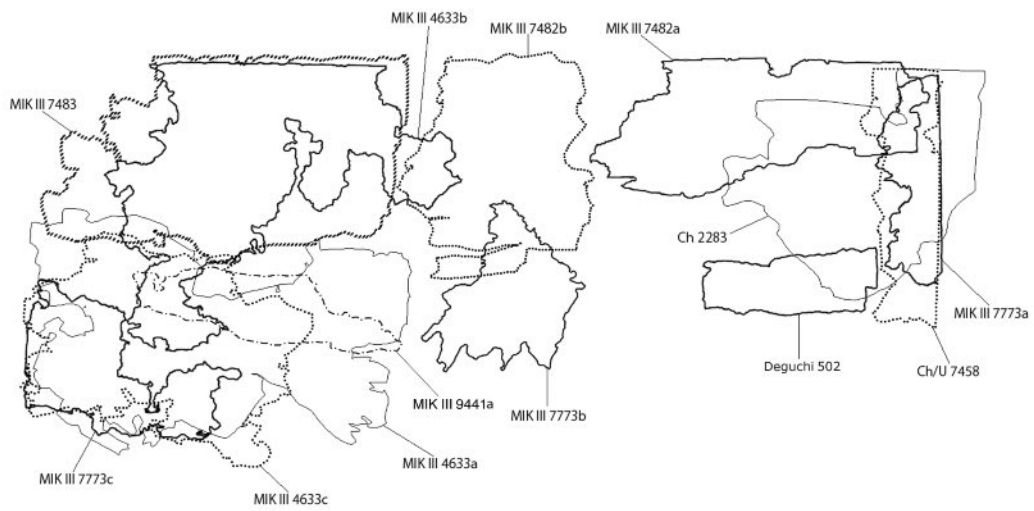 MIK III 4633b
MIK III 7482b
MIK III 7482a
MIK III 7483
Ch 2283
MIK III 7773a
Deguchi 502
Ch/U 7458
MIK III 9441a
MIK III 7773b
MIK III 4633a
MIK III 7773c
MIK III 4633c